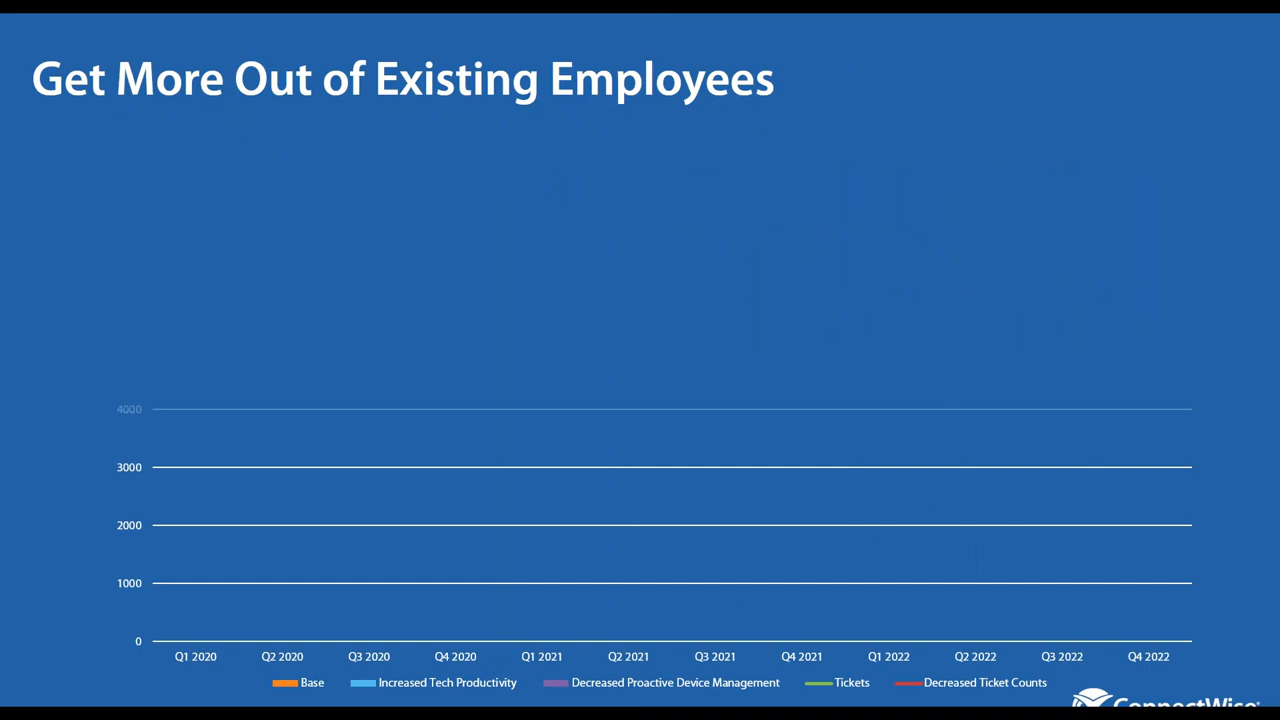 Get More Out of Existing Employees
4000
3000
2000
1000
0
Q1 2020 Q2 2020 Q3 2020 Q4 2020 Q1 2021 Q2 2021 Q3 2021 Q4 2021 Q1 2022 Q2 2022 Q3 2022 Q4 2022
Base Increased Tech Productivity Decreased Proactive Device Management Tickets Decreased Ticket Counts
ConnectWise